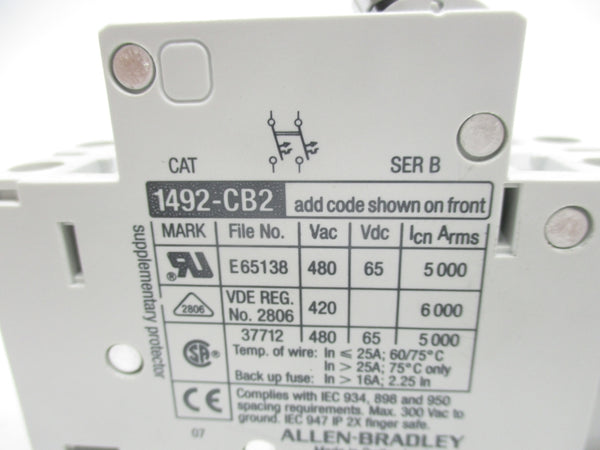 CAT SER B
1492-CB2 add code shown on front
MARK File No. Vac Vdc Icn Arms
RU ® E65138 480 65 5 000
2806 VDE REG. No. 2806 420 6 000
SA ® 37712 480 65 5 000
Temp. of wire: In ≤ 25A; 60/75°C
In > 25A; 75°C only
Back up fuse: In > 16A; 2.25 In
CE Complies with IEC 934, 898 and 950
spacing requirements. Max. 300 Vac to
ground. IEC 947 IP 2X finger safe.
07 ALLEN-BRADLEY
supplementary protector